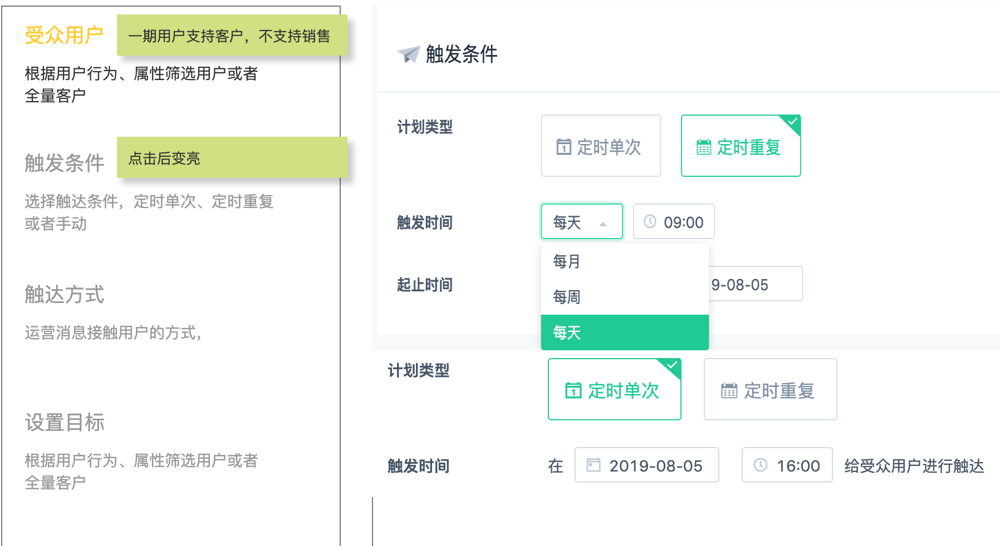 受众用户
一期用户支持客户，不支持销售
根据用户行为、属性筛选用户或者
全量客户
触发条件
点击后变亮
选择触达条件，定时单次、定时重复
或者手动
触达方式
运营消息接触用户的方式，
设置目标
根据用户行为、属性筛选用户或者
全量客户
触发条件
计划类型
1 定时单次
定时重复
触发时间
每天
09:00
每月
起止时间
9-08-05
每周
每天
计划类型
1 定时单次
定时重复
触发时间
在
2019-08-05
16:00
给受众用户进行触达